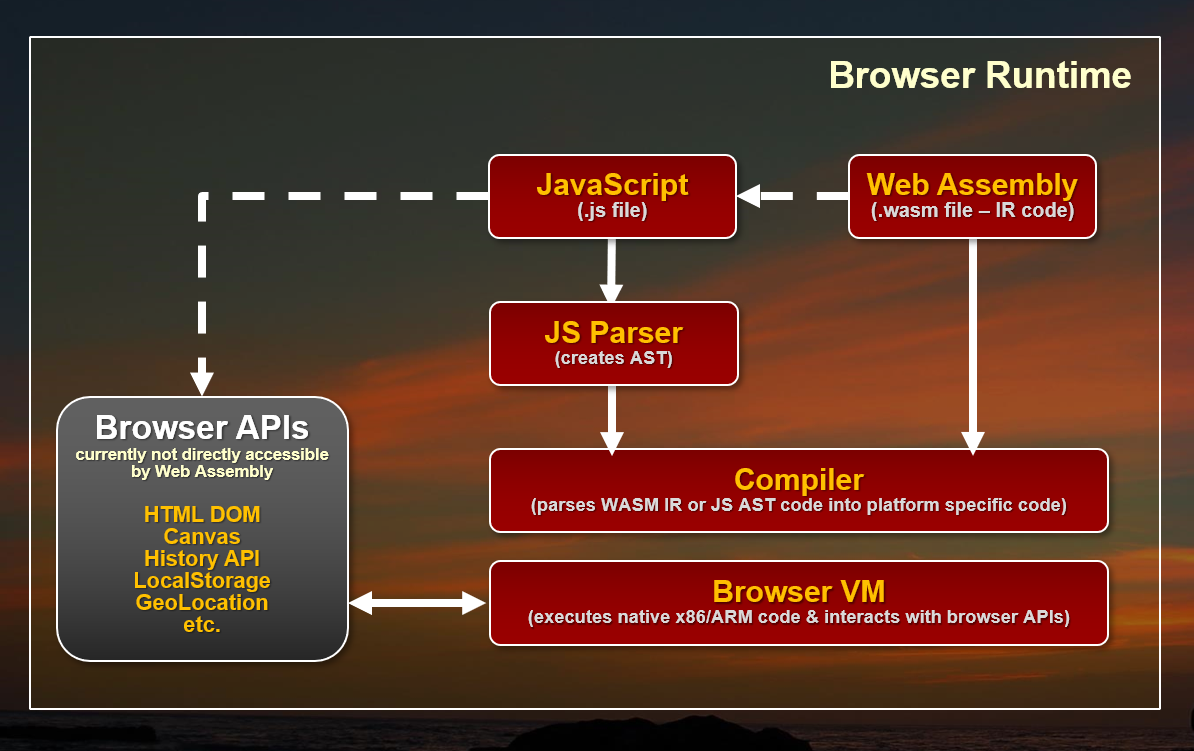 Browser Runtime
JavaScript
(.js file)
Web Assembly
(.wasm file – IR code)
JS Parser
(creates AST)
Browser APIs
currently not directly accessible
by Web Assembly
HTML DOM
Canvas
History API
LocalStorage
GeoLocation
etc.
Compiler
(parses WASM IR or JS AST code into platform specific code)
Browser VM
(executes native x86/ARM code & interacts with browser APIs)